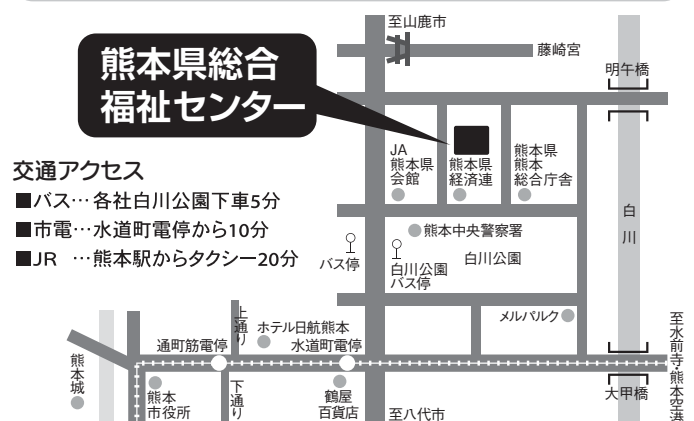 至山鹿市
藤崎宮
明午橋
熊本県総合
福祉センター
JA
熊本県
会館
熊本県
経済連
熊本県
熊本
総合庁舎
交通アクセス
■バス…各社白川公園下車5分
■市電…水道町電停から10分
■JR …熊本駅からタクシー20分
白川
熊本中央警察署
バス停
白川公園
バス停
白川公園
メルパルク
上通り
ホテル日航熊本
通町筋電停
水道町電停
至水前寺・熊本空港
熊本城
熊本
市役所
下通り
鶴屋
百貨店
至八代市
大甲橋